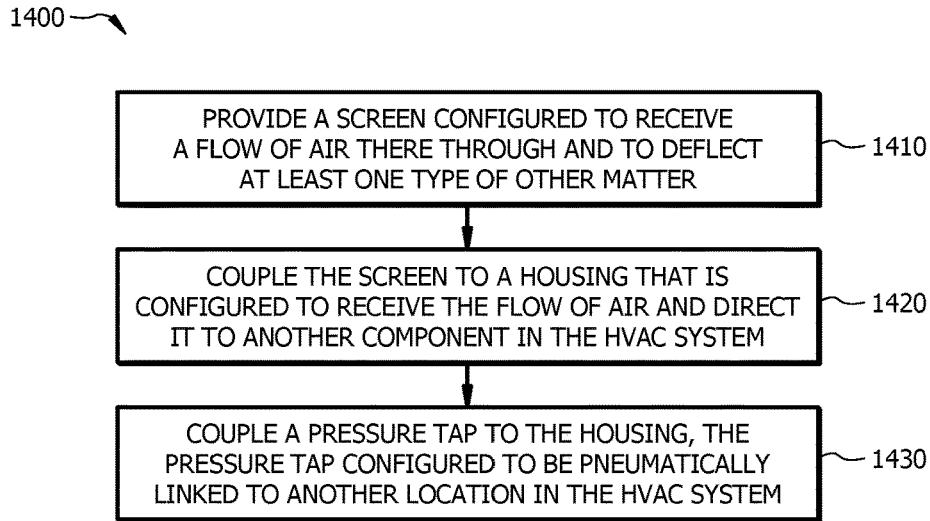 1400
PROVIDE A SCREEN CONFIGURED TO RECEIVE
A FLOW OF AIR THERE THROUGH AND TO DEFLECT
AT LEAST ONE TYPE OF OTHER MATTER
1410
COUPLE THE SCREEN TO A HOUSING THAT IS
CONFIGURED TO RECEIVE THE FLOW OF AIR AND DIRECT
IT TO ANOTHER COMPONENT IN THE HVAC SYSTEM
1420
COUPLE A PRESSURE TAP TO THE HOUSING, THE
PRESSURE TAP CONFIGURED TO BE PNEUMATICALLY
LINKED TO ANOTHER LOCATION IN THE HVAC SYSTEM
1430